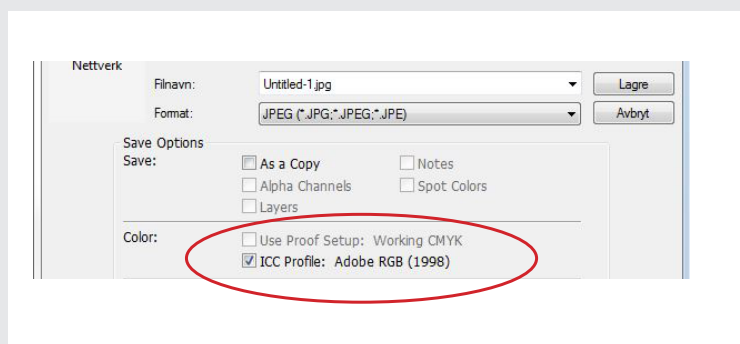 Nettverk
Filnavn: Untitled-1.jpg Lagre
Format: JPEG (*.JPG;*.JPEG;*.JPE) Avbryt
Save Options
Save: As a Copy Notes
Alpha Channels Spot Colors
Layers
Color: Use Proof Setup: Working CMYK
ICC Profile: Adobe RGB (1998)